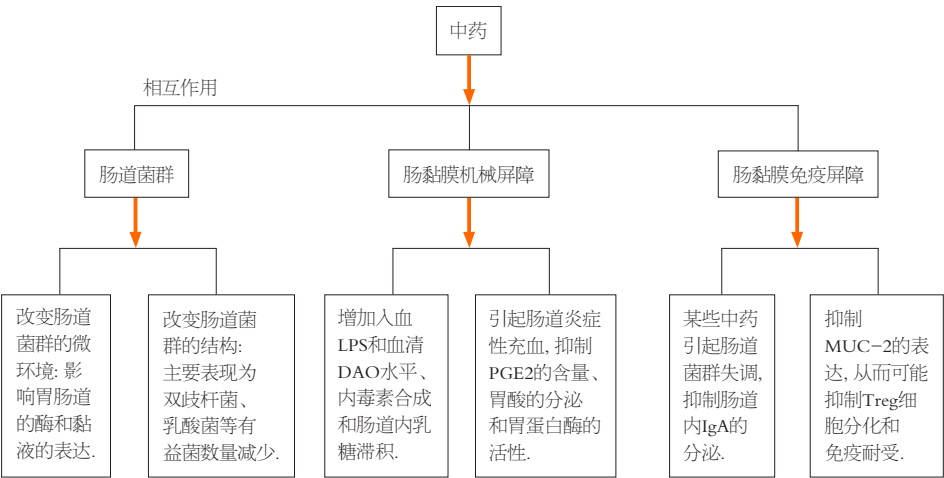 中药
相互作用
肠道菌群
肠黏膜机械屏障
肠黏膜免疫屏障
改变肠道
菌群的微
环境: 影
响胃肠道
的酶和黏
液的表达.
改变肠道菌
群的结构:
主要表现为
双歧杆菌、
乳酸菌等有
益菌数量减少.
增加入血
LPS和血清
DAO水平、
内毒素合成
和肠道内乳
糖滞积.
引起肠道炎症
性充血, 抑制
PGE2的含量、
胃酸的分泌
和胃蛋白酶的
活性.
某些中药
引起肠道
菌群失调,
抑制肠道
内IgA的
分泌.
抑制
MUC-2的表
达, 从而可能
抑制Treg细
胞分化和
免疫耐受.